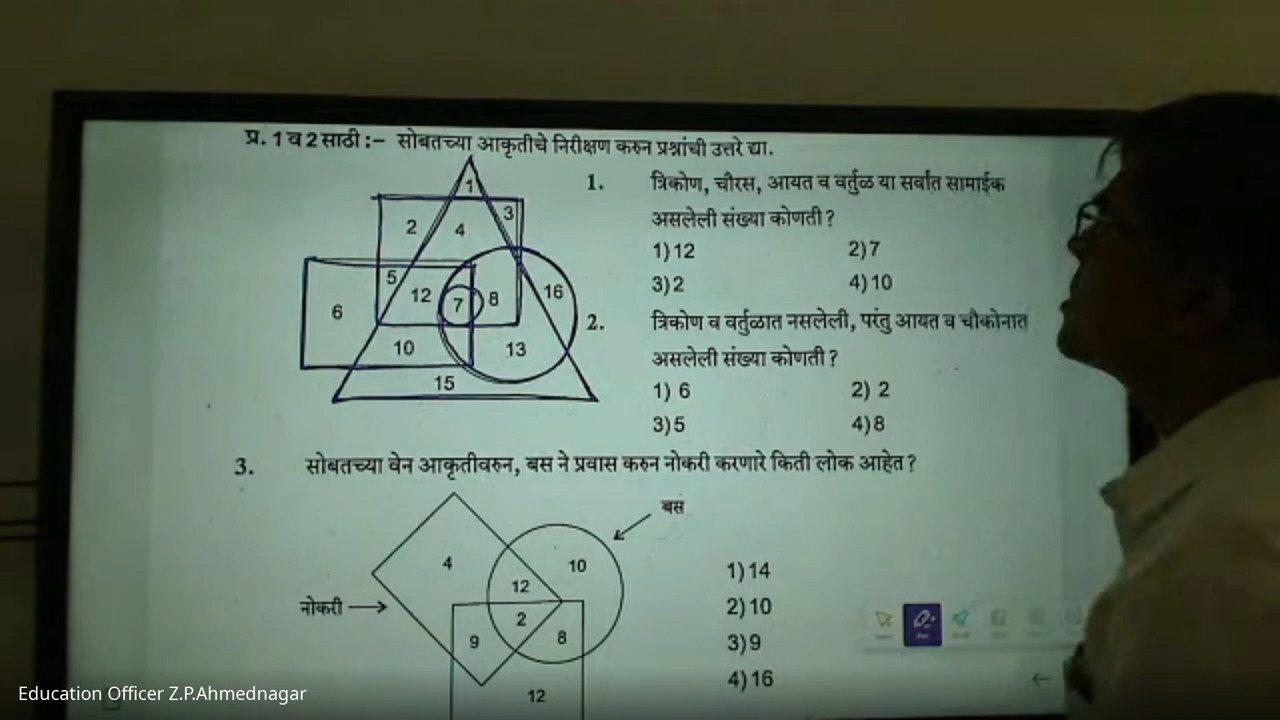 प्र. 1 व 2 साठी :- सोबतच्या आकृतीचे निरीक्षण करुन प्रश्नांची उत्तरे द्या.
1
2
3
4
5
6
12
7
8
16
10
13
15
1. त्रिकोण, चौरस, आयत व वर्तुळ या सर्वांत सामाईक
असलेली संख्या कोणती ?
1) 12 2) 7
3) 2 4) 10
2. त्रिकोण व वर्तुळात नसलेली, परंतु आयत व चौकोनात
असलेली संख्या कोणती ?
1) 6 2) 2
3) 5 4) 8
3. सोबतच्या वेन आकृतीवरुन, बस ने प्रवास करुन नोकरी करणारे किती लोक आहेत ?
बस
नोकरी
4
10
12
2
9
8
12
1) 14
2) 10
3) 9
4) 16
Education Officer Z.P.Ahmednagar